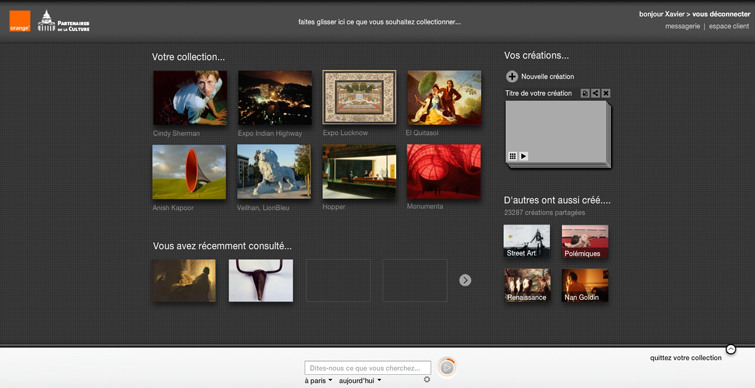 orange™
PARTENAIRES
DE LA CULTURE
faites glisser ici ce que vous souhaitez collectionner...
bonjour Xavier > vous déconnecter
messagerie | espace client
Votre collection...
Cindy Sherman
Expo Indian Highway
Expo Lucknow
El Quitasol
Anish Kapoor
Veilhan, LionBleu
Hopper
Monumenta
Vous avez récemment consulté...
Vos créations...
Nouvelle création
Titre de votre création
D'autres ont aussi créé....
23287 créations partagées
Street Art
Polémiques
Renaissance
Nan Goldin
quittez votre collection
Dites-nous ce que vous cherchez...
à paris
aujourd'hui